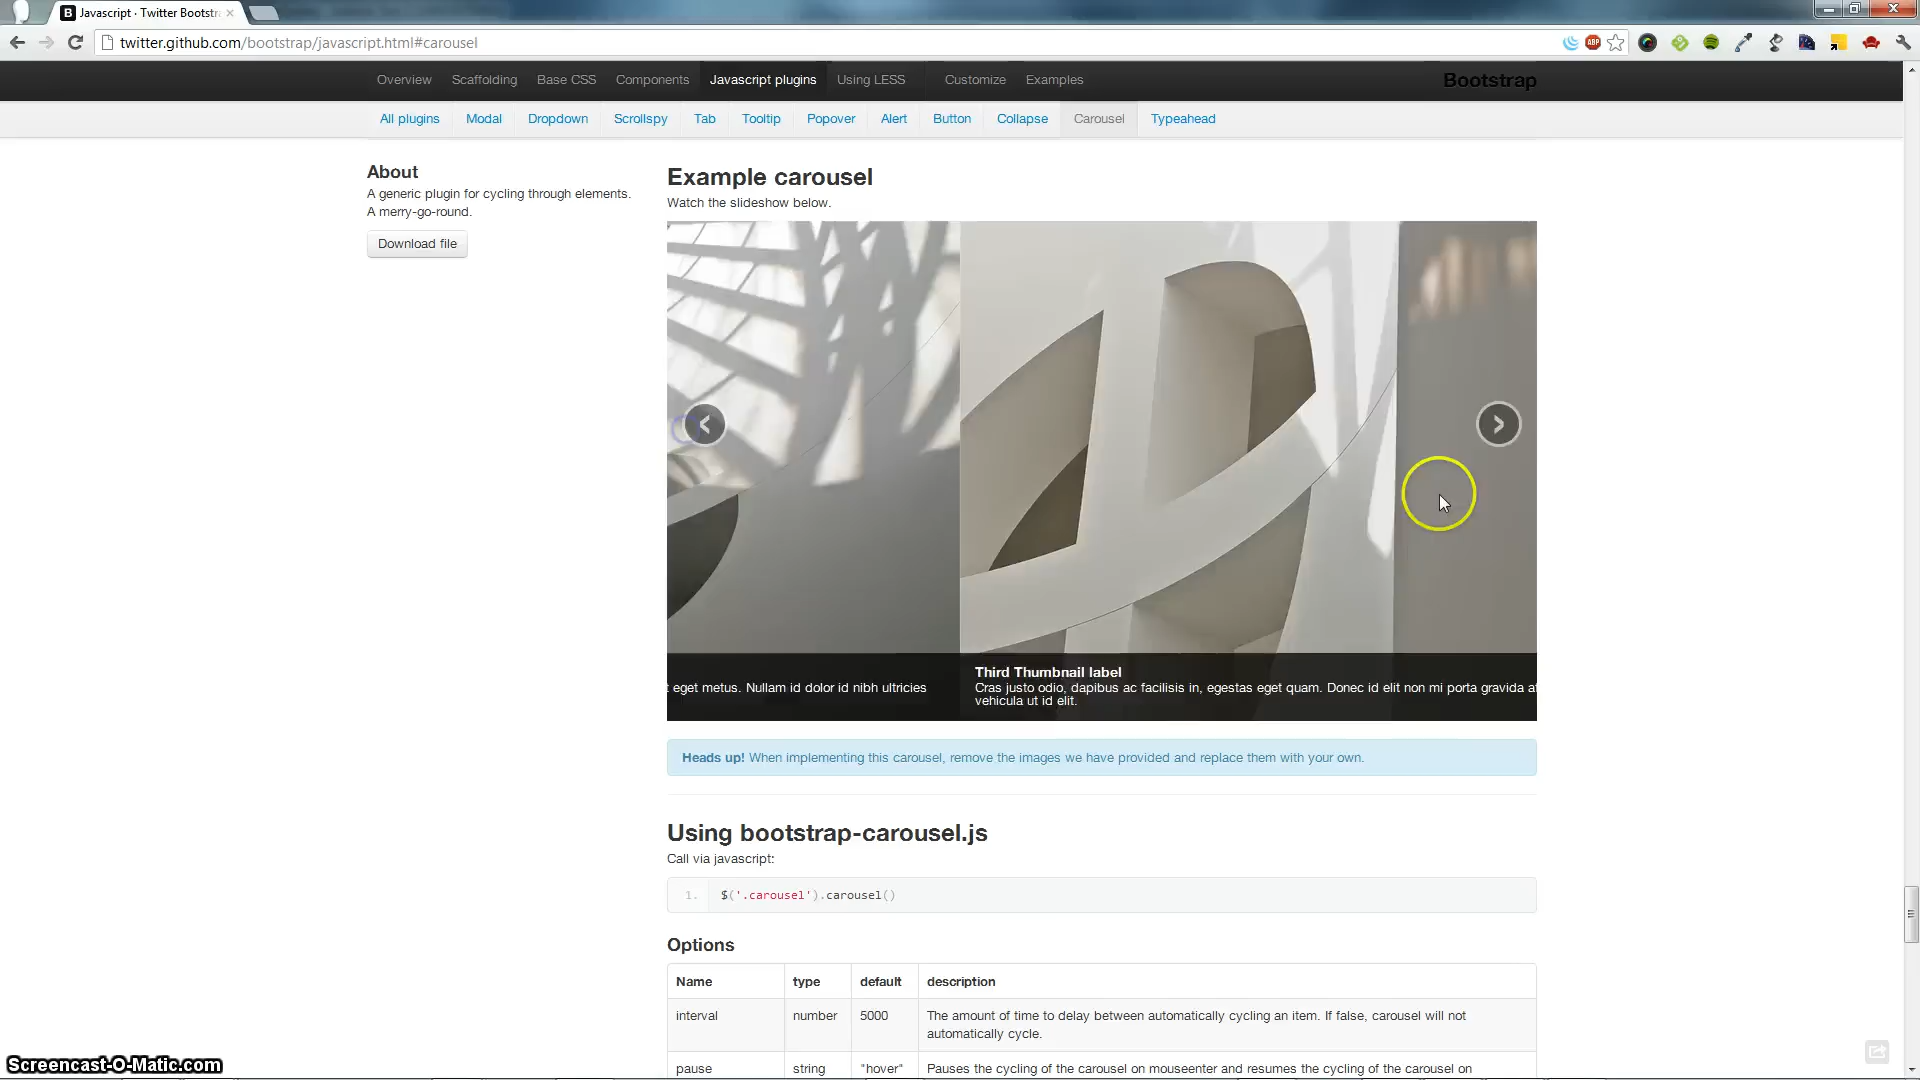 Javascript · Twitter Bootstr
twitter.github.com/bootstrap/javascript.html#carousel
ABP
Overview Scaffolding Base CSS Components Javascript plugins Using LESS Customize Examples Bootstrap
All plugins Modal Dropdown Scrollspy Tab Tooltip Popover Alert Button Collapse Carousel Typeahead
About
A generic plugin for cycling through elements.
A merry-go-round.
Download file
Example carousel
Watch the slideshow below.
eget metus. Nullam id dolor id nibh ultricies
Third Thumbnail label
Cras justo odio, dapibus ac facilisis in, egestas eget quam. Donec id elit non mi porta gravida at
vehicula ut id elit.
Heads up! When implementing this carousel, remove the images we have provided and replace them with your own.
Using bootstrap-carousel.js
Call via javascript:
1. $('.carousel').carousel()
Options
Name type default description
interval number 5000 The amount of time to delay between automatically cycling an item. If false, carousel will not
automatically cycle.
pause string "hover" Pauses the cycling of the carousel on mouseenter and resumes the cycling of the carousel on
Screencast-O-Matic.com